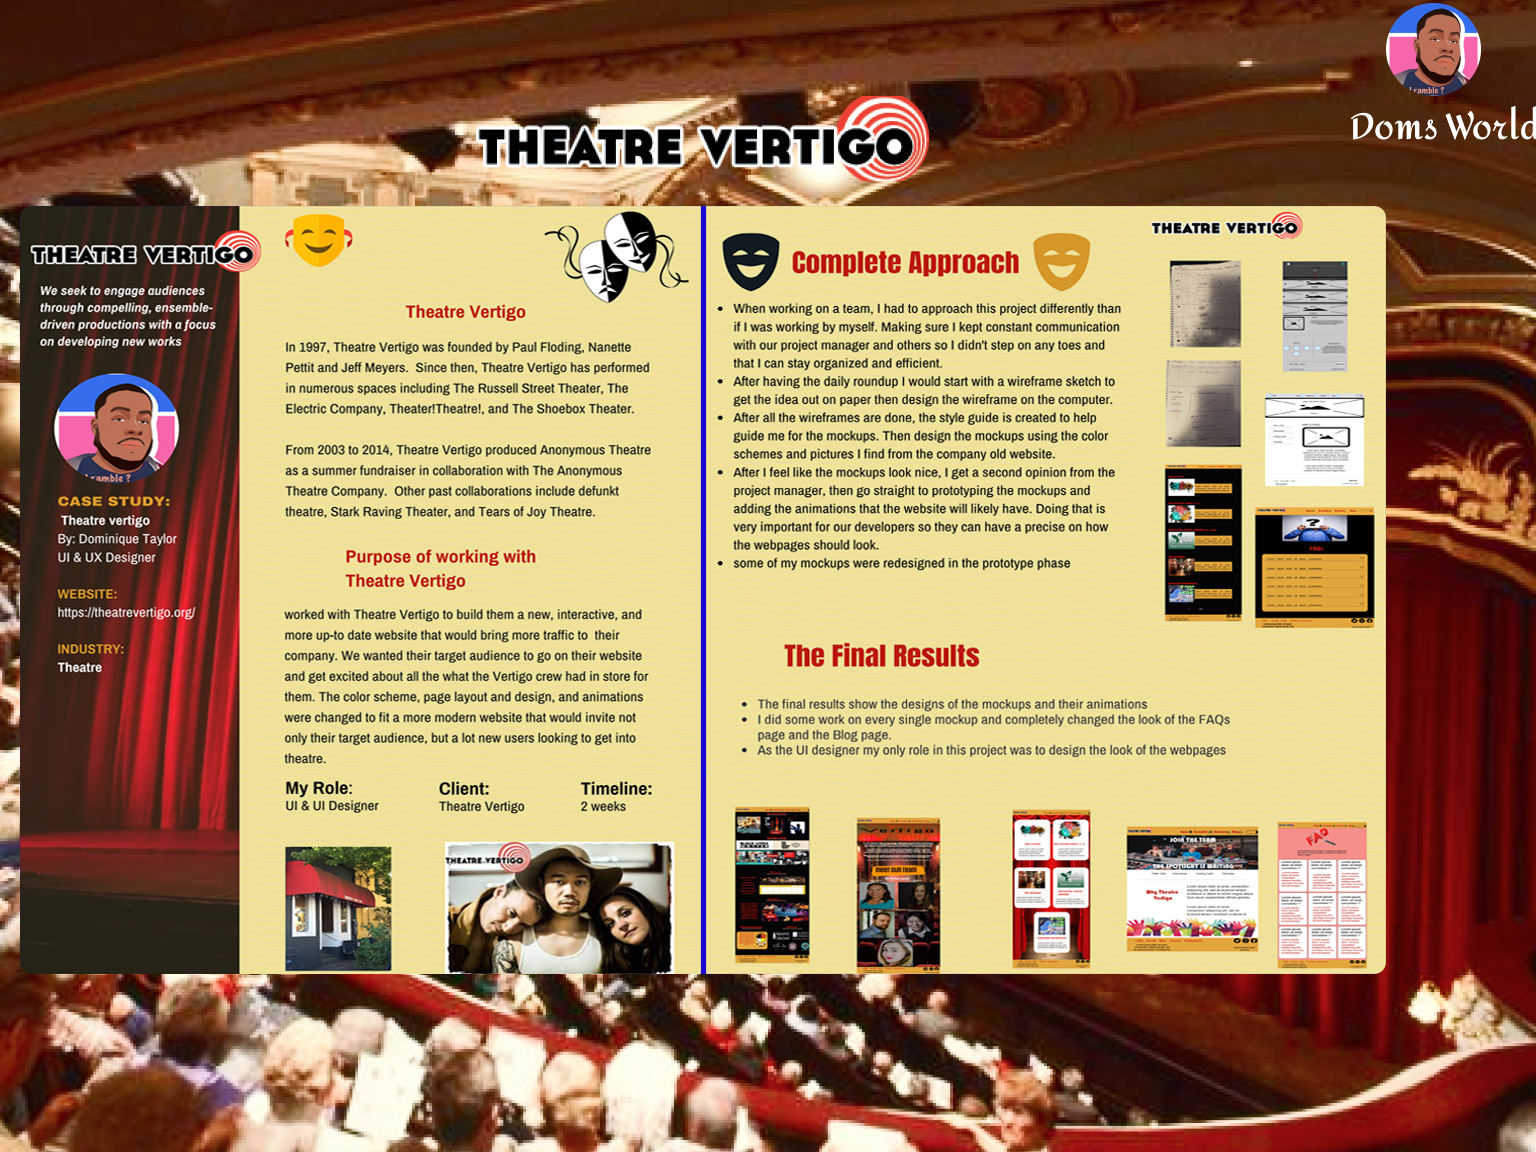 Doms World
THEATRE VERTIGO
THEATRE VERTIGO
We seek to engage audiences
through compelling, ensemble-
driven productions with a focus
on developing new works
CASE STUDY:
Theatre vertigo
By: Dominique Taylor
UI & UX Designer
WEBSITE:
https://theatrevertigo.org/
INDUSTRY:
Theatre
Theatre Vertigo
In 1997, Theatre Vertigo was founded by Paul Floding, Nanette
Pettit and Jeff Meyers.  Since then, Theatre Vertigo has performed
in numerous spaces including The Russell Street Theater, The
Electric Company, Theater!Theatre!, and The Shoebox Theater.
From 2003 to 2014, Theatre Vertigo produced Anonymous Theatre
as a summer fundraiser in collaboration with The Anonymous
Theatre Company.  Other past collaborations include defunkt
theatre, Stark Raving Theater, and Tears of Joy Theatre.
Purpose of working with
Theatre Vertigo
worked with Theatre Vertigo to build them a new, interactive, and
more up-to date website that would bring more traffic to  their
company. We wanted their target audience to go on their website
and get excited about all the what the Vertigo crew had in store for
them. The color scheme, page layout and design, and animations
were changed to fit a more modern website that would invite not
only their target audience, but a lot new users looking to get into
theatre.
My Role:
UI & UI Designer
Client:
Theatre Vertigo
Timeline:
2 weeks
THEATRE VERTIGO
Complete Approach
• When working on a team, I had to approach this project differently than
if I was working by myself. Making sure I kept constant communication
with our project manager and others so I didn't step on any toes and
that I can stay organized and efficient.
• After having the daily roundup I would start with a wireframe sketch to
get the idea out on paper then design the wireframe on the computer.
• After all the wireframes are done, the style guide is created to help
guide me for the mockups. Then design the mockups using the color
schemes and pictures I find from the company old website.
• After I feel like the mockups look nice, I get a second opinion from the
project manager, then go straight to prototyping the mockups and
adding the animations that the website will likely have. Doing that is
very important for our developers so they can have a precise on how
the webpages should look.
• some of my mockups were redesigned in the prototype phase
THEATRE VERTIGO
FAQs
The Final Results
• The final results show the designs of the mockups and their animations
• I did some work on every single mockup and completely changed the look of the FAQs
page and the Blog page.
• As the UI designer my only role in this project was to design the look of the webpages
Vertigo
MEET OUR TEAM
JOIN THE TEAM
THE SPOTLIGHT IS WAITING
Why Theatre
Vertigo
FAQ